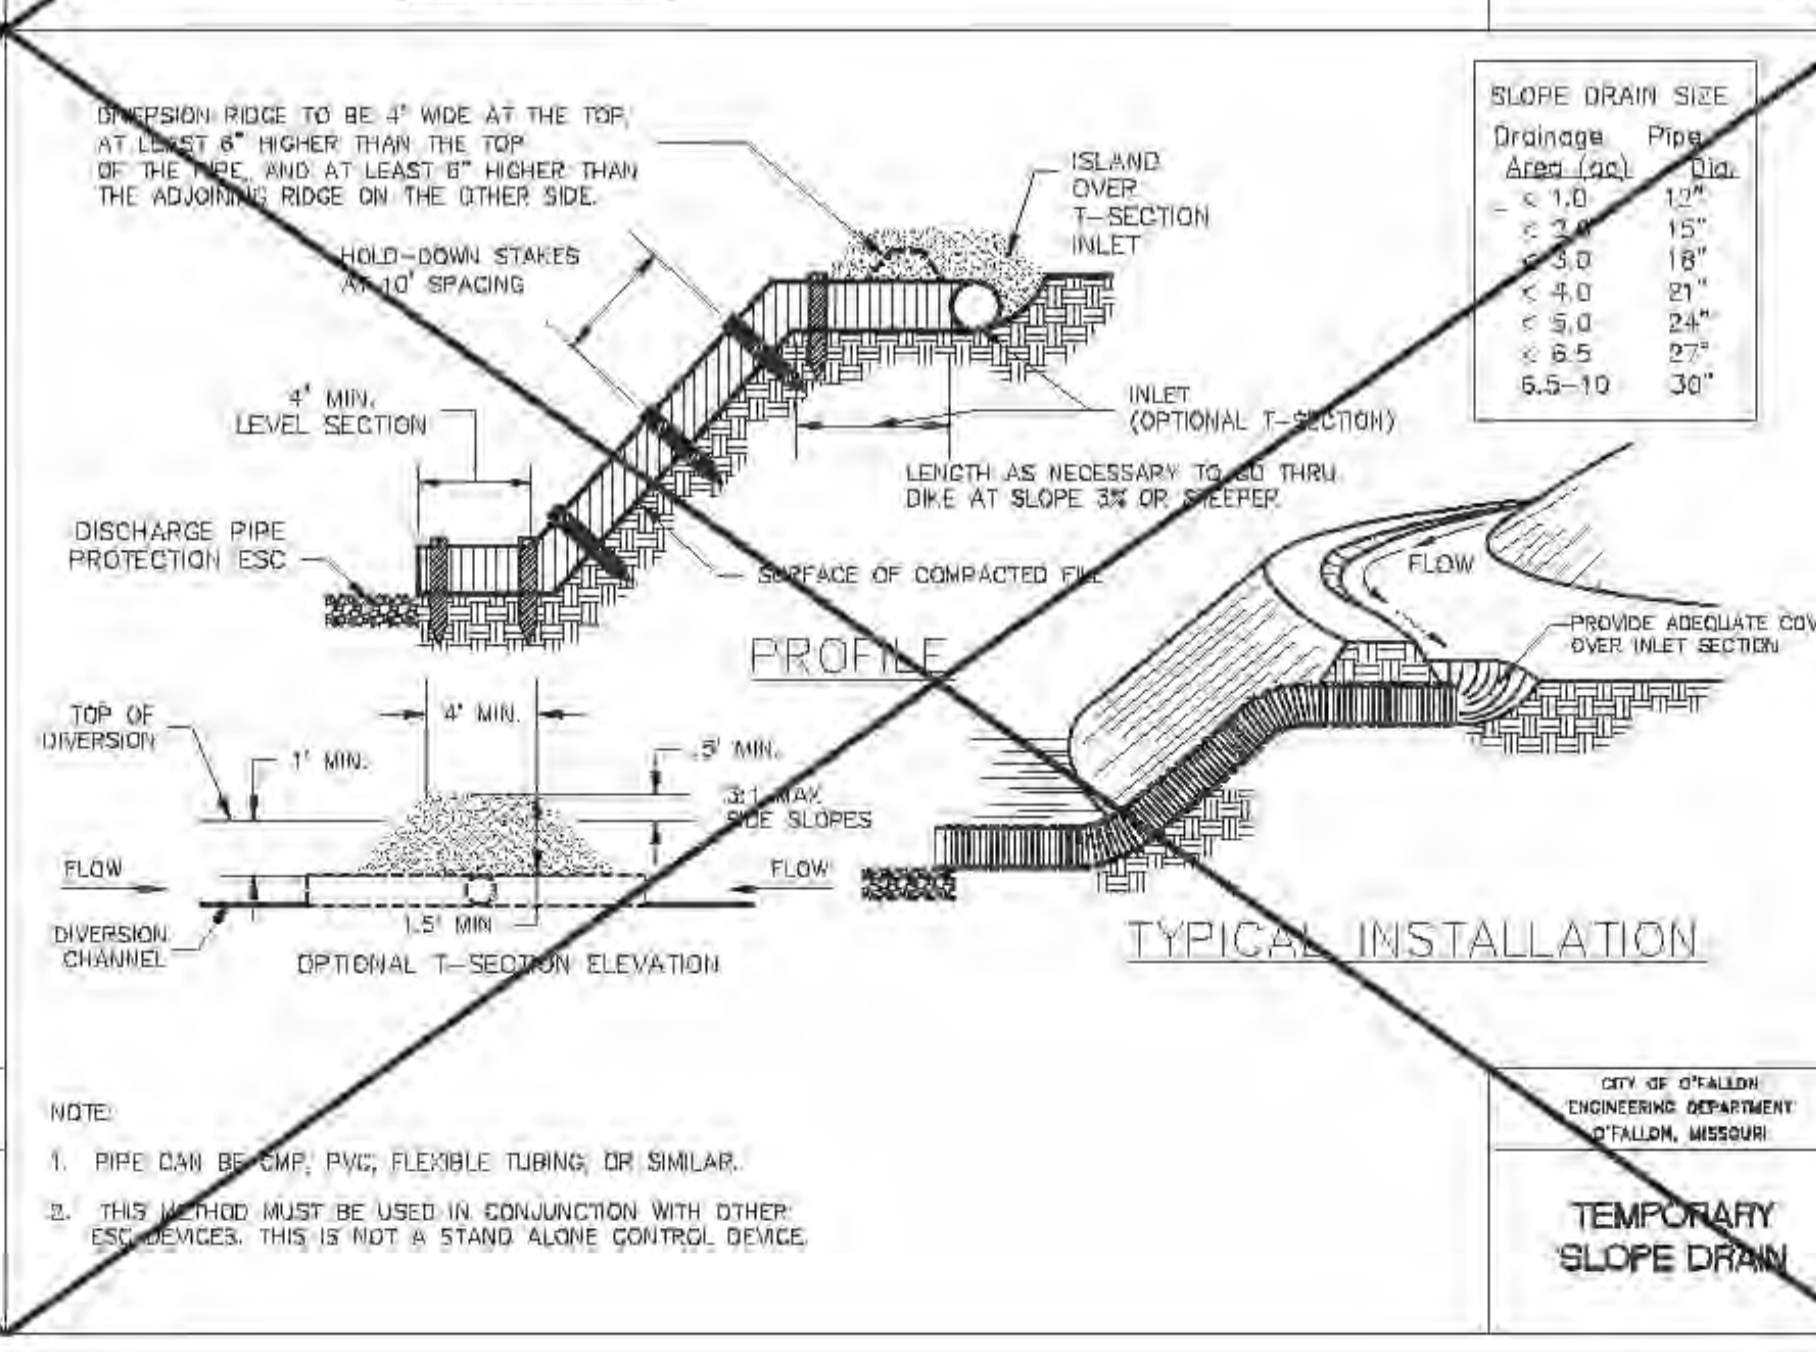 DIVERSION RIDGE TO BE 4' WIDE AT THE TOP,
AT LEAST 6" HIGHER THAN THE TOP
OF THE PIPE, AND AT LEAST 6" HIGHER THAN
THE ADJOINING RIDGE ON THE OTHER SIDE.
HOLD-DOWN STAKES
AT 10' SPACING
ISLAND
OVER
T-SECTION
INLET
SLOPE DRAIN SIZE
Drainage Pipe
Area (ac) Dia.
< 1.0 12"
< 2.0 15"
< 3.0 18"
< 4.0 21"
< 5.0 24"
< 6.5 27"
6.5-10 30"
4' MIN.
LEVEL SECTION
INLET
(OPTIONAL T-SECTION)
LENGTH AS NECESSARY TO GO THRU
DIKE AT SLOPE 3% OR STEEPER
DISCHARGE PIPE
PROTECTION ESC
SURFACE OF COMPACTED FILL
PROFILE
FLOW
PROVIDE ADEQUATE COV
OVER INLET SECTION
TOP OF
DIVERSION
4' MIN.
1' MIN.
.5' MIN.
3:1 MAX
SIDE SLOPES
FLOW
FLOW
1.5' MIN
DIVERSION
CHANNEL
OPTIONAL T-SECTION ELEVATION
TYPICAL INSTALLATION
NOTE:
1. PIPE CAN BE CMP, PVC, FLEXIBLE TUBING, OR SIMILAR.
2. THIS METHOD MUST BE USED IN CONJUNCTION WITH OTHER
ESC DEVICES. THIS IS NOT A STAND ALONE CONTROL DEVICE.
CITY OF O'FALLON
ENGINEERING DEPARTMENT
O'FALLON, MISSOURI
TEMPORARY
SLOPE DRAIN